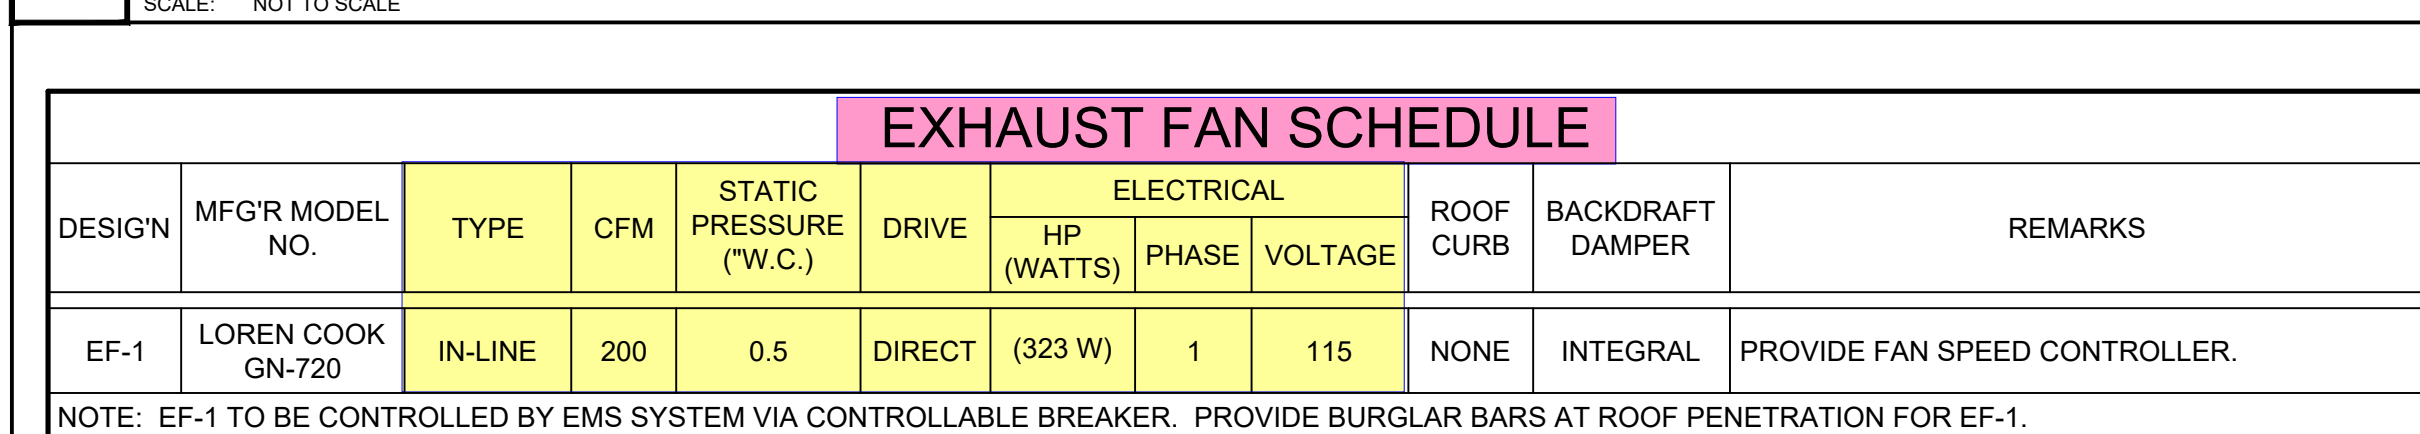 SCALE: NOT TO SCALE
EXHAUST FAN SCHEDULE
DESIG'N
MFG'R MODEL
NO.
TYPE
CFM
STATIC
PRESSURE
("W.C.)
DRIVE
ELECTRICAL
HP
(WATTS)
PHASE
VOLTAGE
ROOF
CURB
BACKDRAFT
DAMPER
REMARKS
EF-1
LOREN COOK
GN-720
IN-LINE
200
0.5
DIRECT
(323 W)
1
115
NONE
INTEGRAL
PROVIDE FAN SPEED CONTROLLER.
NOTE: EF-1 TO BE CONTROLLED BY EMS SYSTEM VIA CONTROLLABLE BREAKER. PROVIDE BURGLAR BARS AT ROOF PENETRATION FOR EF-1.